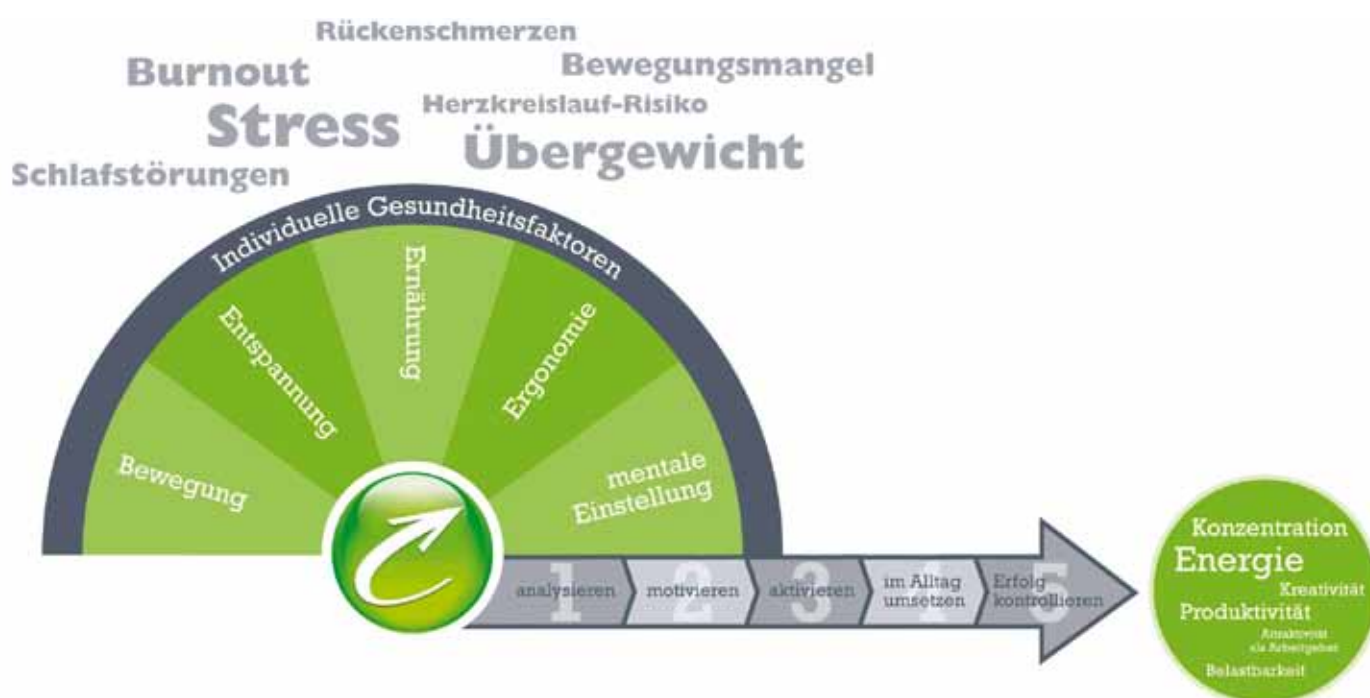 Rückenschmerzen
Burnout
Bewegungsmangel
Stress
Herzkreislauf-Risiko
Übergewicht
Schlafstörungen
Individuelle Gesundheitsfaktoren
Bewegung
Entspannung
Ernährung
Ergonomie
mentale
Einstellung
1 analysieren
2 motivieren
3 aktivieren
4 im Alltag
umsetzen
5 Erfolg
kontrollieren
Konzentration
Energie
Kreativität
Produktivität
Attraktivität
als Arbeitgeber
Belastbarkeit